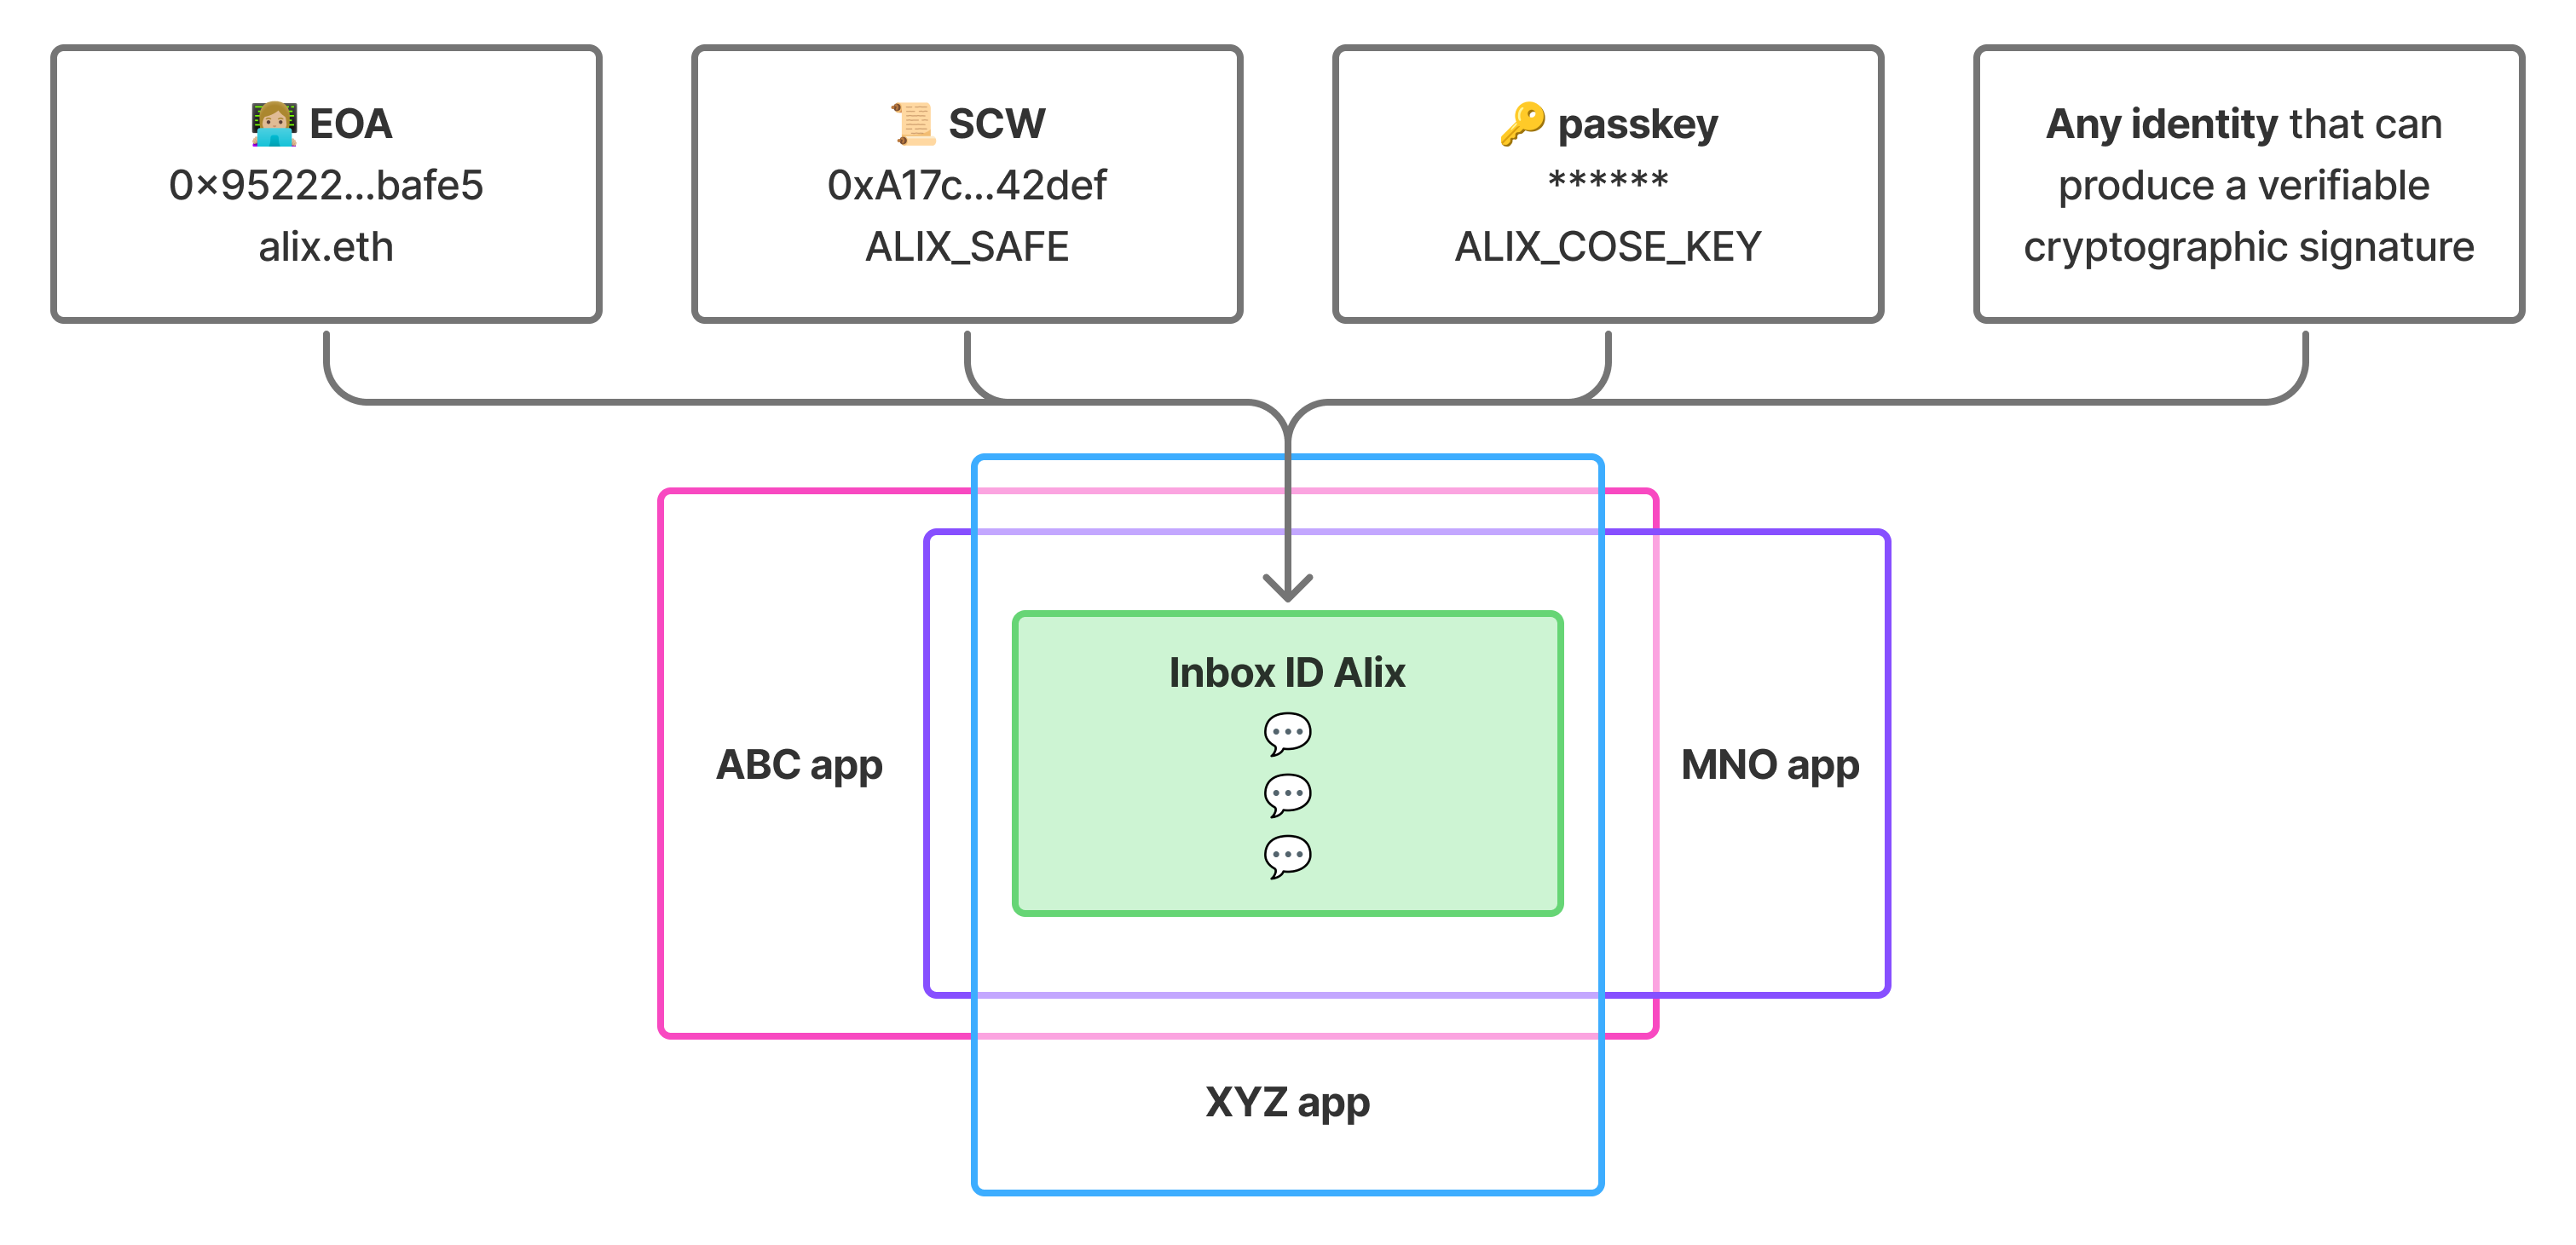 EOA
0×95222...bafe5
alix.eth
SCW
0xA17c...42def
ALIX_SAFE
passkey
******
ALIX_COSE_KEY
Any identity that can
produce a verifiable
cryptographic signature
Inbox ID Alix
ABC app
MNO app
XYZ app